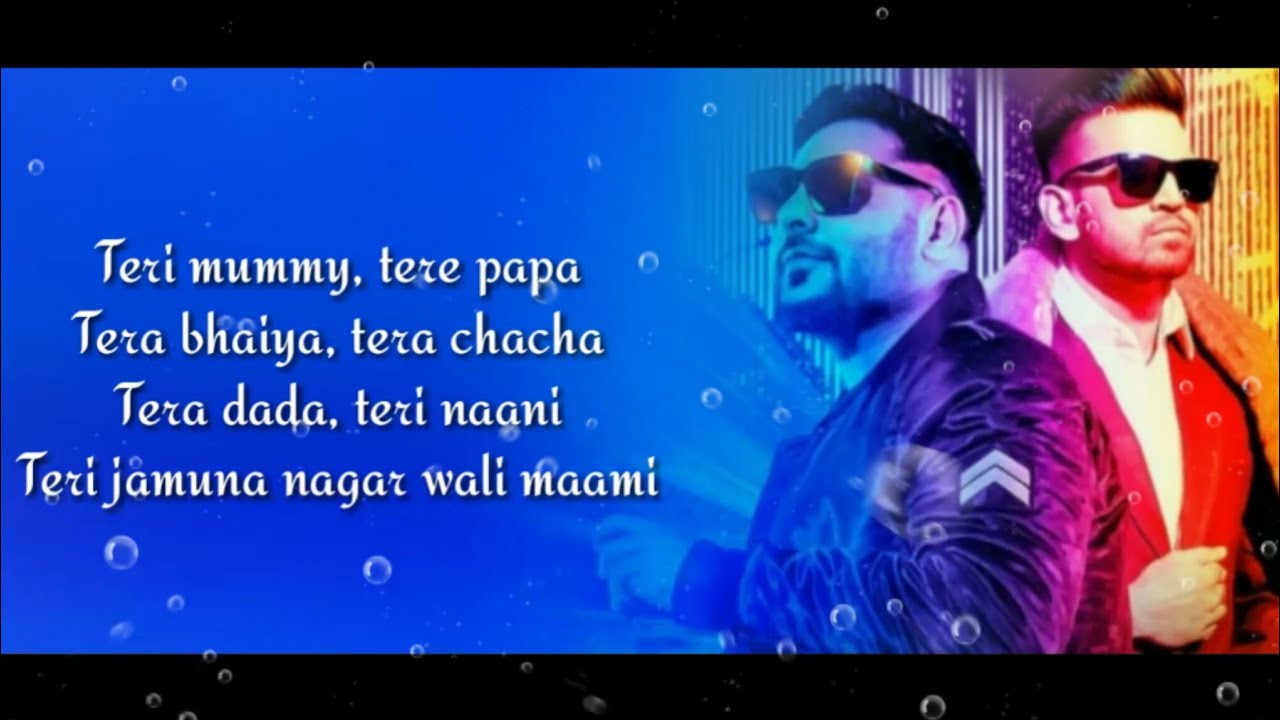 Teri mummy, tere papa
Tera bhaiya, tera chacha
Tera dada, teri naani
Teri jamuna nagar wali maami